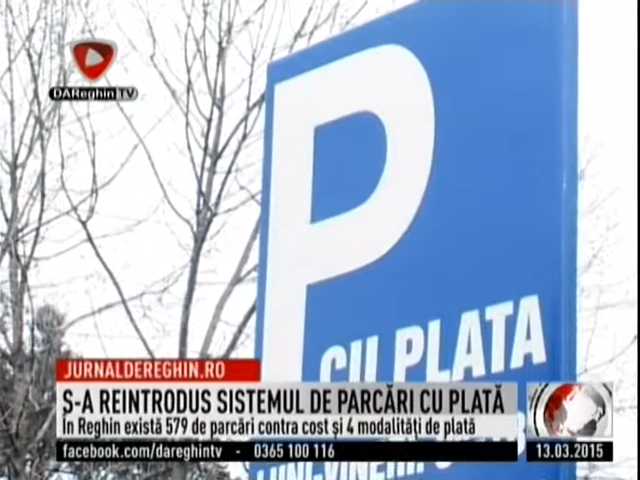 DAReghin TV
P
CU PLATA
JURNALDEREGHIN.RO
S-A REINTRODUS SISTEMUL DE PARCĂRI CU PLATĂ
În Reghin există 579 de parcări contra cost și 4 modalități de plată
facebook.com/dareghintv - 0365 100 116
13.03.2015